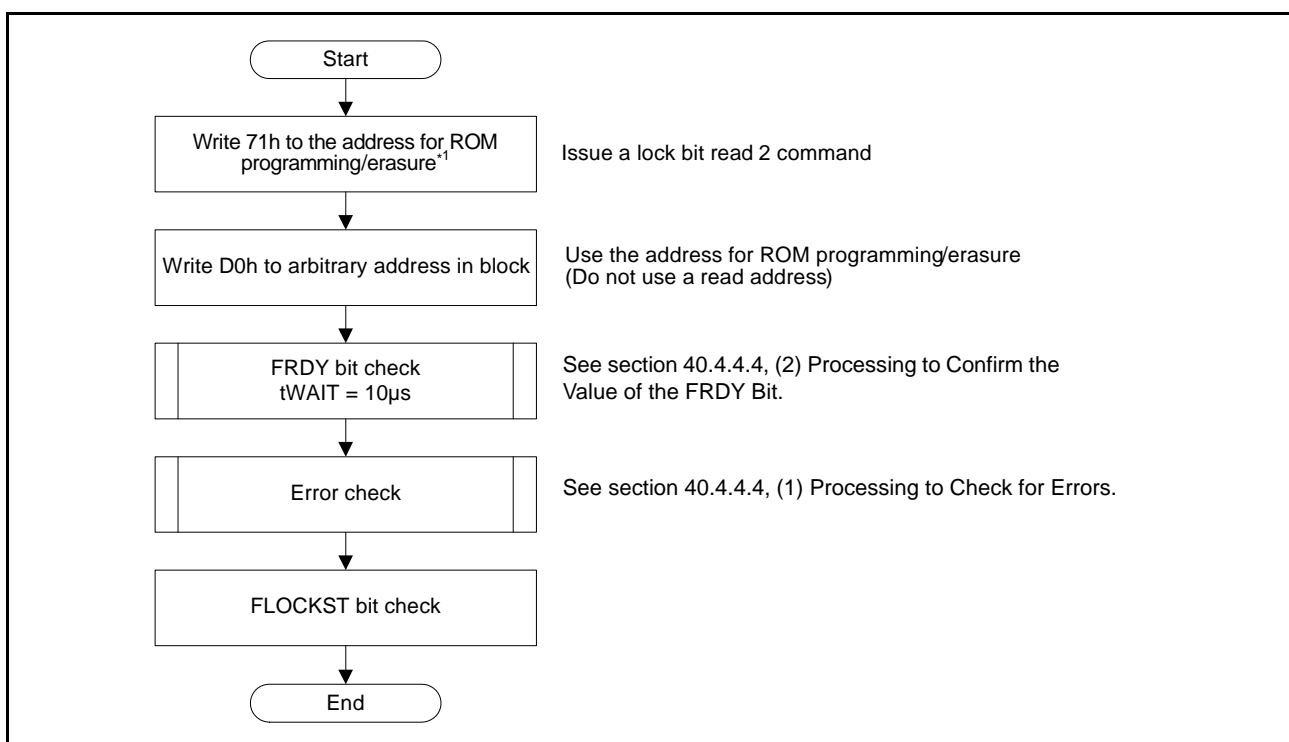 Start
Write 71h to the address for ROM
programming/erasure*1
Issue a lock bit read 2 command
Write D0h to arbitrary address in block
Use the address for ROM programming/erasure
(Do not use a read address)
FRDY bit check
tWAIT = 10µs
See section 40.4.4.4, (2) Processing to Confirm the
Value of the FRDY Bit.
Error check
See section 40.4.4.4, (1) Processing to Check for Errors.
FLOCKST bit check
End